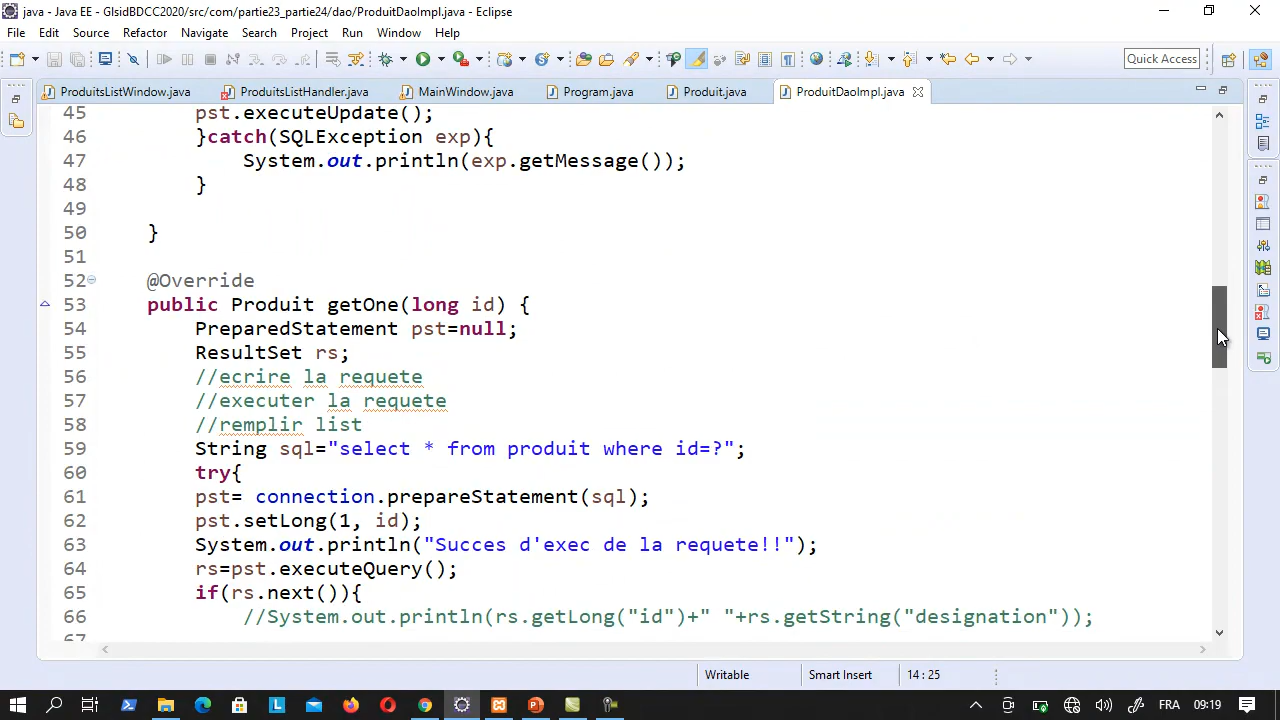 java - Java EE - GlsidBDCC2020/src/com/partie23_partie24/dao/ProduitDaoImpl.java - Eclipse
File Edit Source Refactor Navigate Search Project Run Window Help
Quick Access
ProduitsListWindow.java ProduitsListHandler.java MainWindow.java Program.java Produit.java ProduitDaoImpl.java
45 pst.executeUpdate();
46 }catch(SQLException exp){
47 System.out.println(exp.getMessage());
48 }
49
50 }
51
52 @Override
53 public Produit getOne(long id) {
54 PreparedStatement pst=null;
55 ResultSet rs;
56 //ecrire la requete
57 //executer la requete
58 //remplir list
59 String sql="select * from produit where id=?";
60 try{
61 pst= connection.prepareStatement(sql);
62 pst.setLong(1, id);
63 System.out.println("Succes d'exec de la requete!!");
64 rs=pst.executeQuery();
65 if(rs.next()){
66 //System.out.println(rs.getLong("id")+" "+rs.getString("designation"));
67
Writable Smart Insert 14 : 25
FRA 09:19